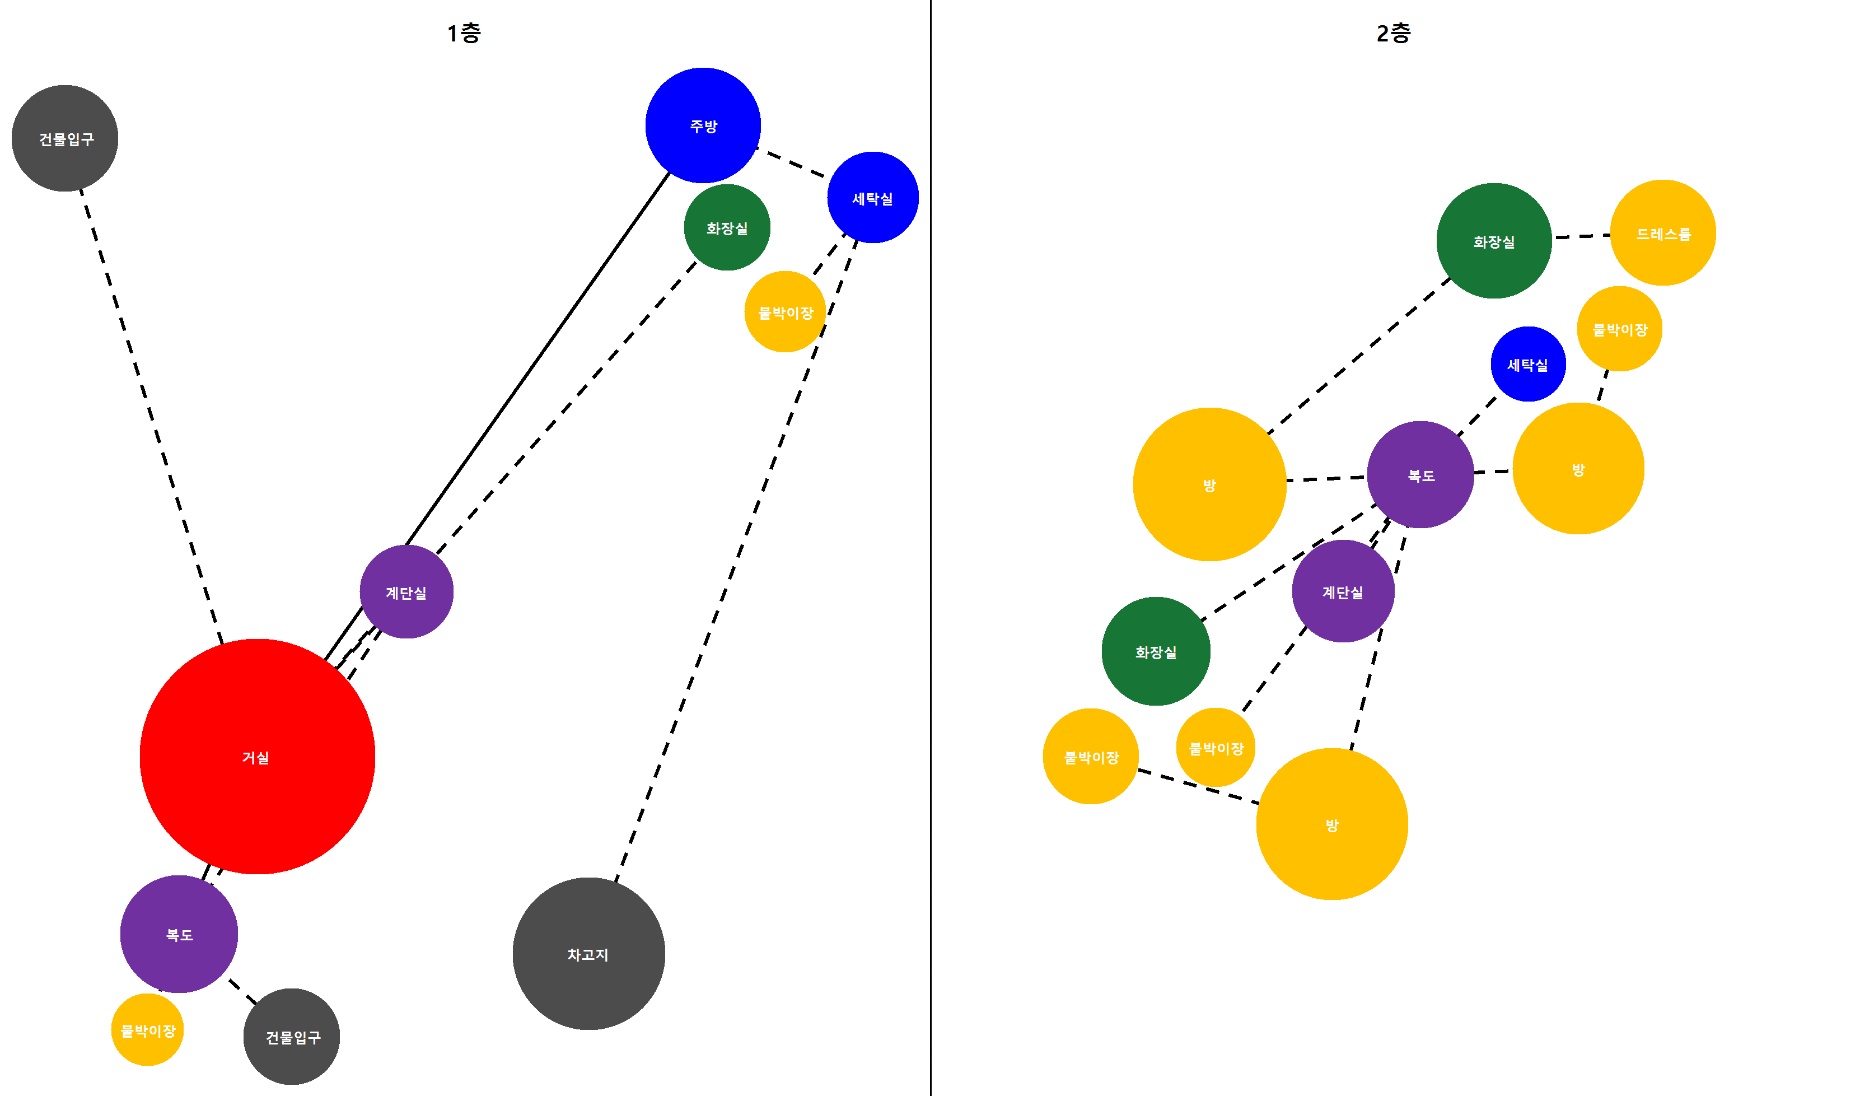 1층
건물입구
주방
세탁실
화장실
붙박이장
계단실
거실
복도
차고지
붙박이장
건물입구
2층
화장실
드레스룸
붙박이장
세탁실
방
복도
방
계단실
화장실
붙박이장
붙박이장
방